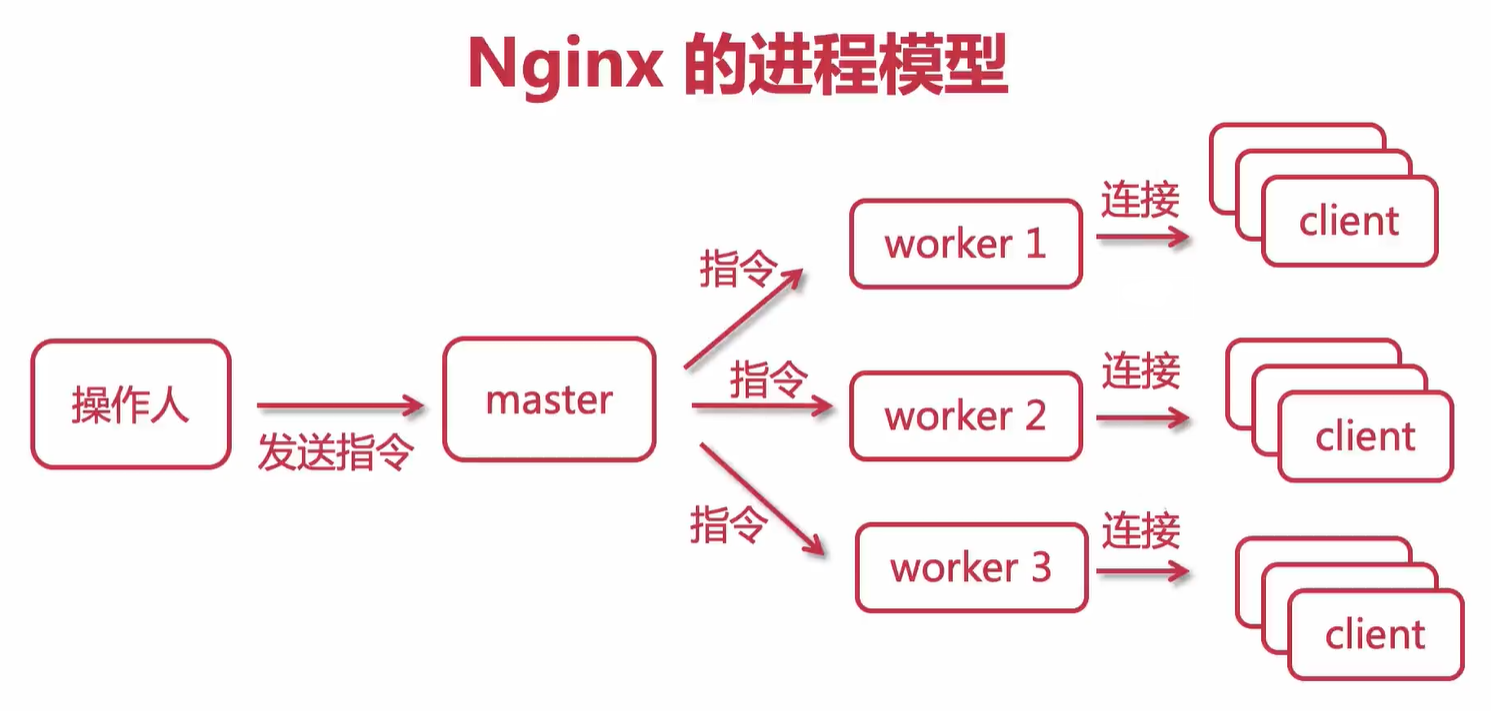 Nginx 的进程模型
操作人
发送指令
master
指令
指令
指令
worker 1
连接
client
worker 2
连接
client
worker 3
连接
client